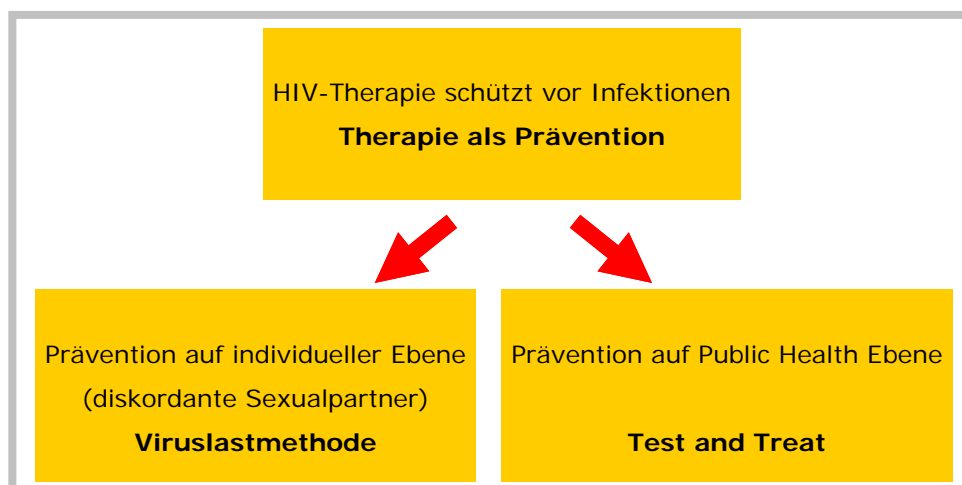 HIV-Therapie schützt vor Infektionen
Therapie als Prävention
Prävention auf individueller Ebene
(diskordante Sexualpartner)
Viruslastmethode
Prävention auf Public Health Ebene
Test and Treat